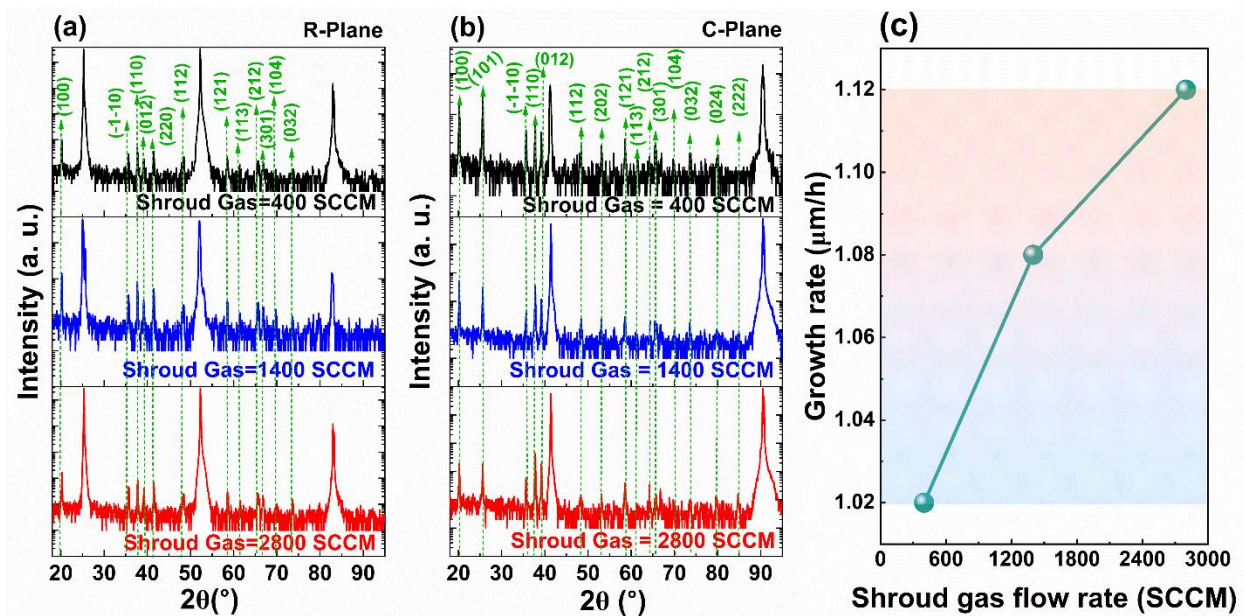 (a)
R-Plane
(100)
(-1-10)
(110)
(012)
(220)
(112)
(121)
(113)
(212)
(301)
(104)
(032)
Shroud Gas=400 SCCM
Shroud Gas=1400 SCCM
Shroud Gas=2800 SCCM
Intensity (a. u.)
20 30 40 50 60 70 80 90
2θ(°)
(b)
C-Plane
(100)
(101)
(-1-10)
(110)
(012)
(112)
(202)
(121)
(113)
(212)
(301)
(104)
(032)
(024)
(222)
Shroud Gas = 400 SCCM
Shroud Gas = 1400 SCCM
Shroud Gas = 2800 SCCM
Intensity (a. u.)
20 30 40 50 60 70 80 90
2θ(°)
(c)
Growth rate (μm/h)
1.12
1.10
1.08
1.06
1.04
1.02
0 600 1200 1800 2400 3000
Shroud gas flow rate (SCCM)